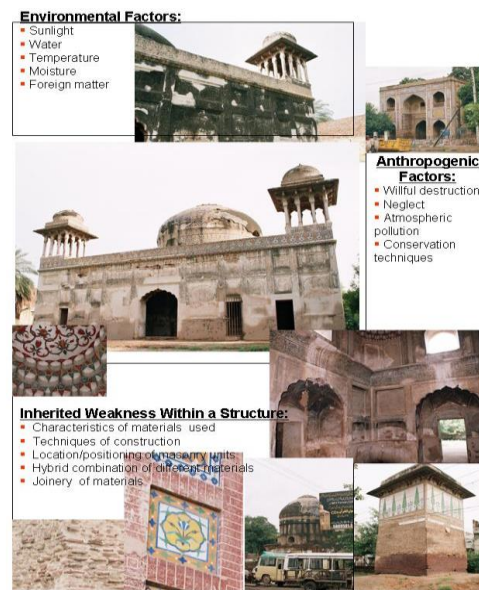 Environmental Factors:
Sunlight
Water
Temperature
Moisture
Foreign matter
Anthropogenic
Factors:
Willful destruction
Neglect
Atmospheric
pollution
Conservation
techniques
Inherited Weakness Within a Structure:
Characteristics of materials used
Techniques of construction
Location/positioning of masonry units
Hybrid combination of different materials
Joinery of materials